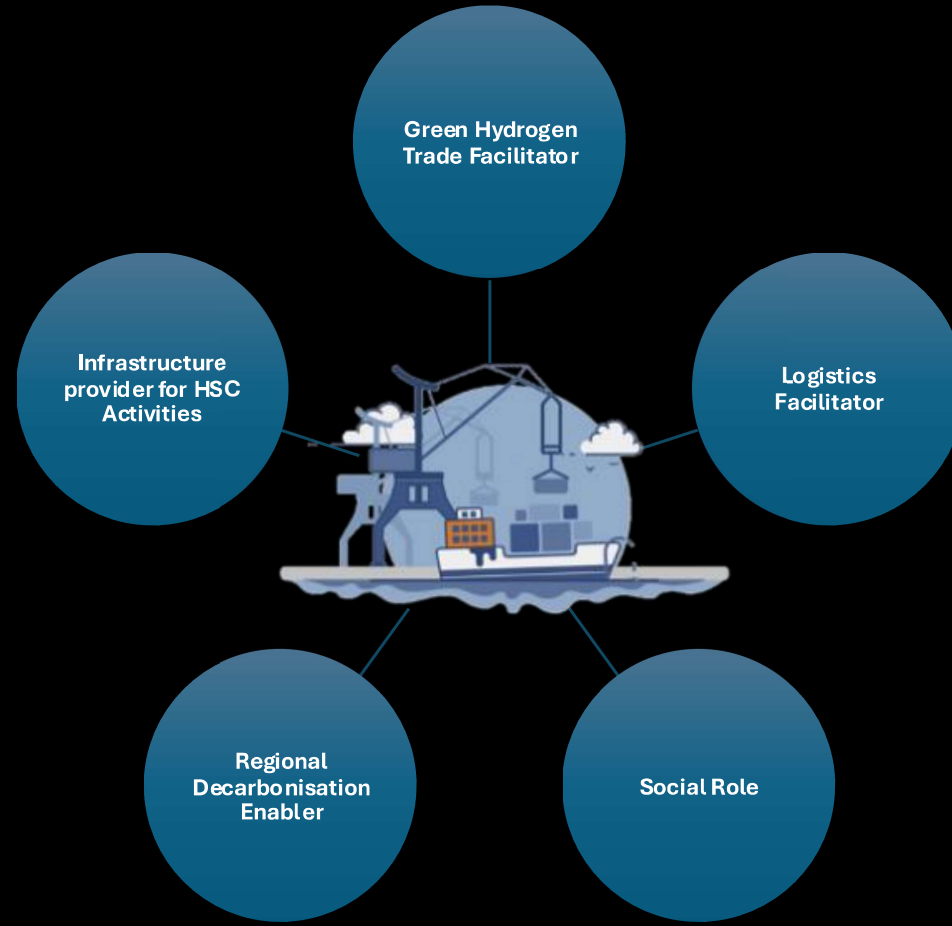 Green Hydrogen
Trade Facilitator
Infrastructure
provider for HSC
Activities
Logistics
Facilitator
Regional
Decarbonisation
Enabler
Social Role